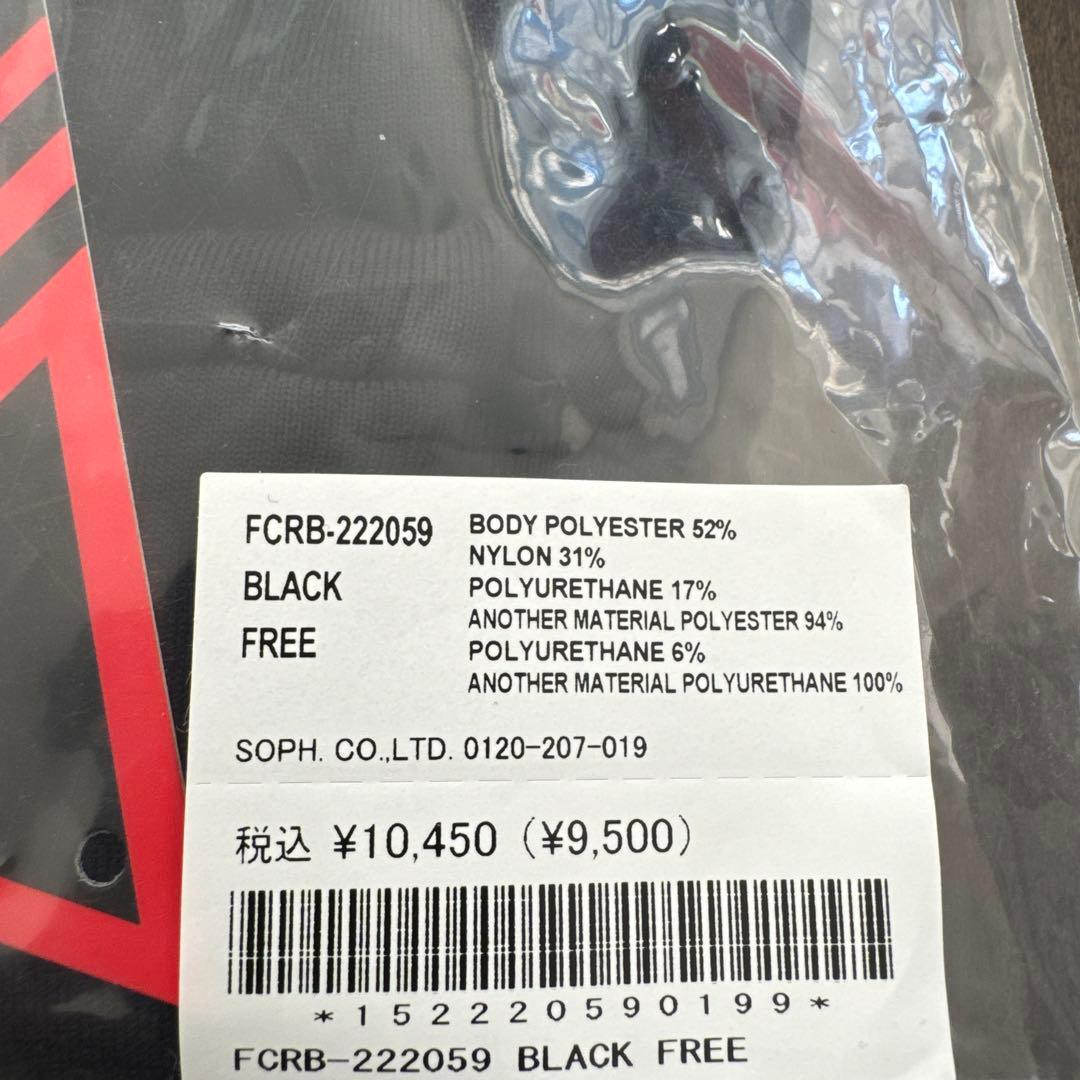 FCRB-222059
BLACK
FREE
BODY POLYESTER 52%
NYLON 31%
POLYURETHANE 17%
ANOTHER MATERIAL POLYESTER 94%
POLYURETHANE 6%
ANOTHER MATERIAL POLYURETHANE 100%
SOPH. CO.,LTD. 0120-207-019
税込 ¥10,450 (¥9,500)
*152220590199*
FCRB-222059 BLACK FREE